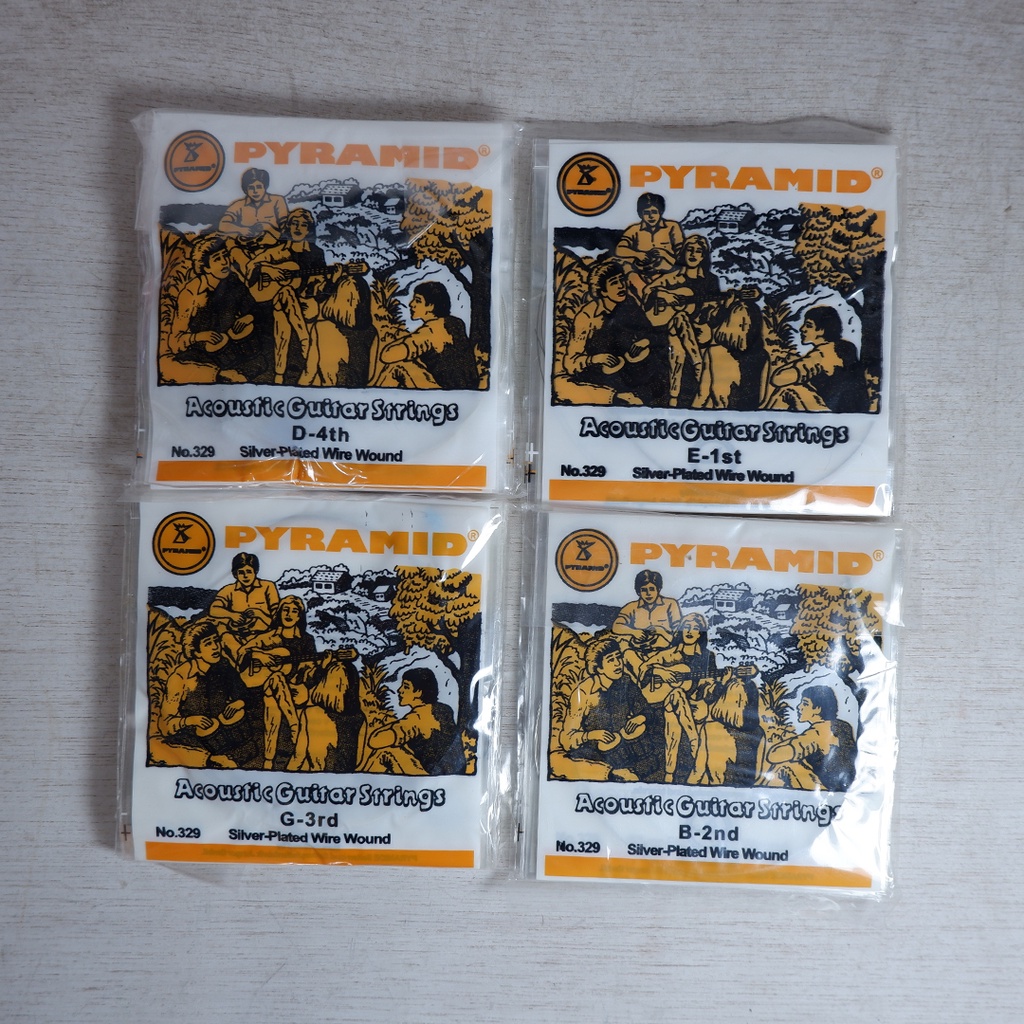 PYRAMID
PYRAMID®
Acoustic Guitar Strings
D-4th
No.329 Silver-Plated Wire Wound
PYRAMID
PYRAMID®
Acoustic Guitar Strings
E-1st
No.329 Silver-Plated Wire Wound
PYRAMID
PYRAMID®
Acoustic Guitar Strings
G-3rd
No.329 Silver-Plated Wire Wound
PYRAMID
PYRAMID®
Acoustic Guitar Strings
B-2nd
No.329 Silver-Plated Wire Wound